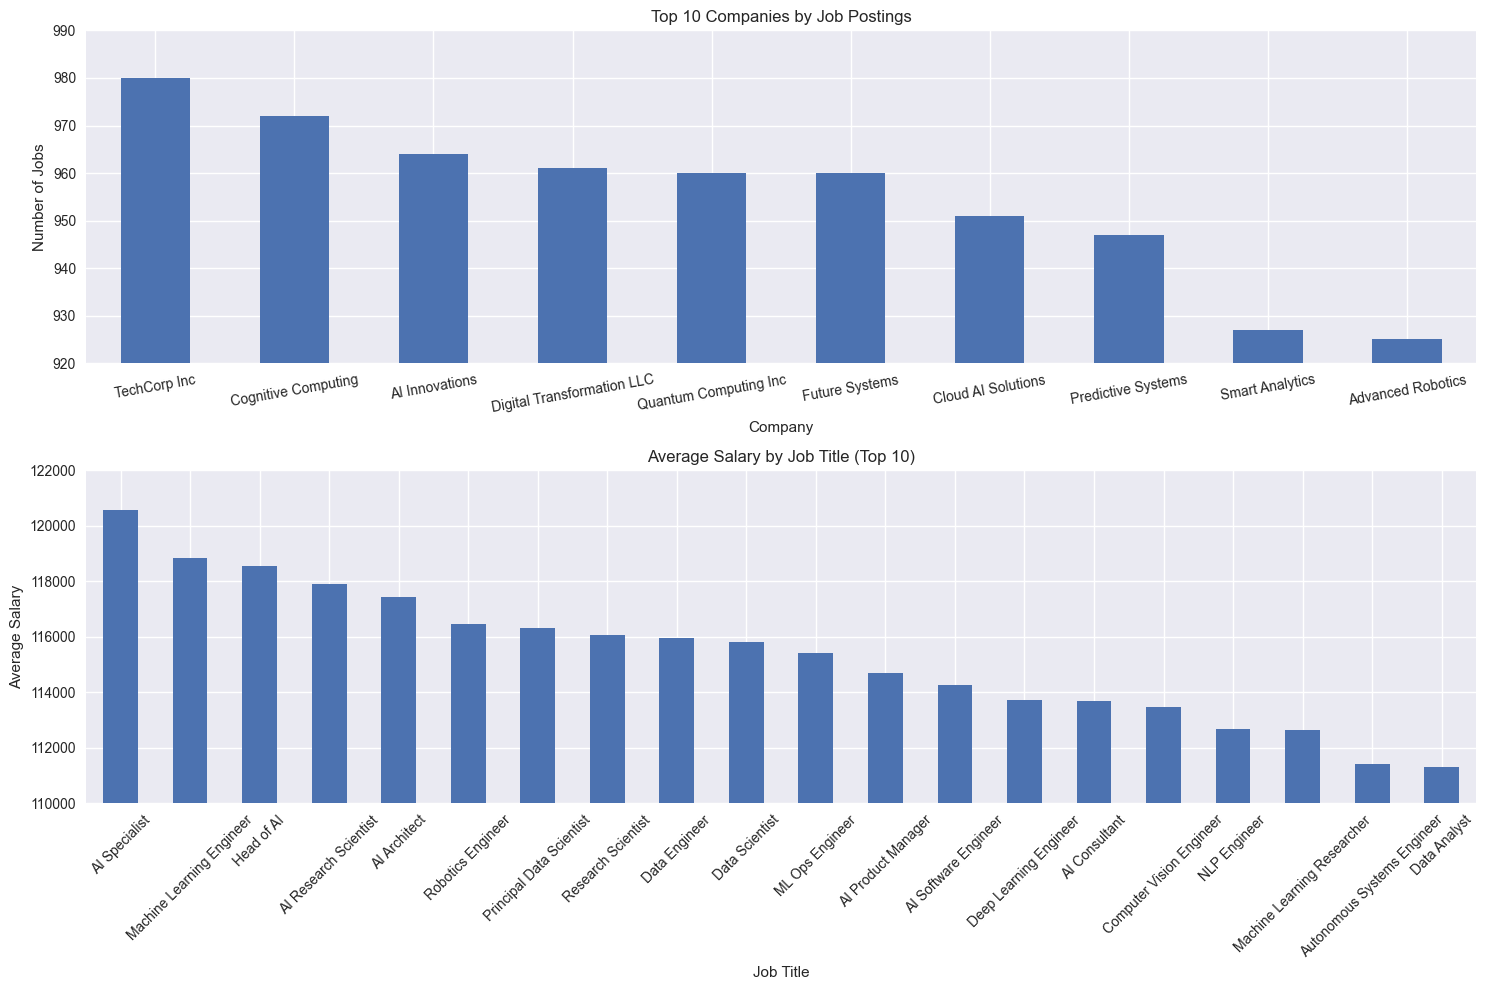 Top 10 Companies by Job Postings
990
980
970
960
950
940
930
920
Number of Jobs
TechCorp Inc
Cognitive Computing
AI Innovations
Digital Transformation LLC
Quantum Computing Inc
Future Systems
Cloud AI Solutions
Predictive Systems
Smart Analytics
Advanced Robotics
Company
Average Salary by Job Title (Top 10)
122000
120000
118000
116000
114000
112000
110000
Average Salary
AI Specialist
Machine Learning Engineer
Head of AI
AI Research Scientist
AI Architect
Robotics Engineer
Principal Data Scientist
Research Scientist
Data Engineer
Data Scientist
ML Ops Engineer
AI Product Manager
AI Software Engineer
Deep Learning Engineer
AI Consultant
Computer Vision Engineer
NLP Engineer
Machine Learning Researcher
Autonomous Systems Engineer
Data Analyst
Job Title